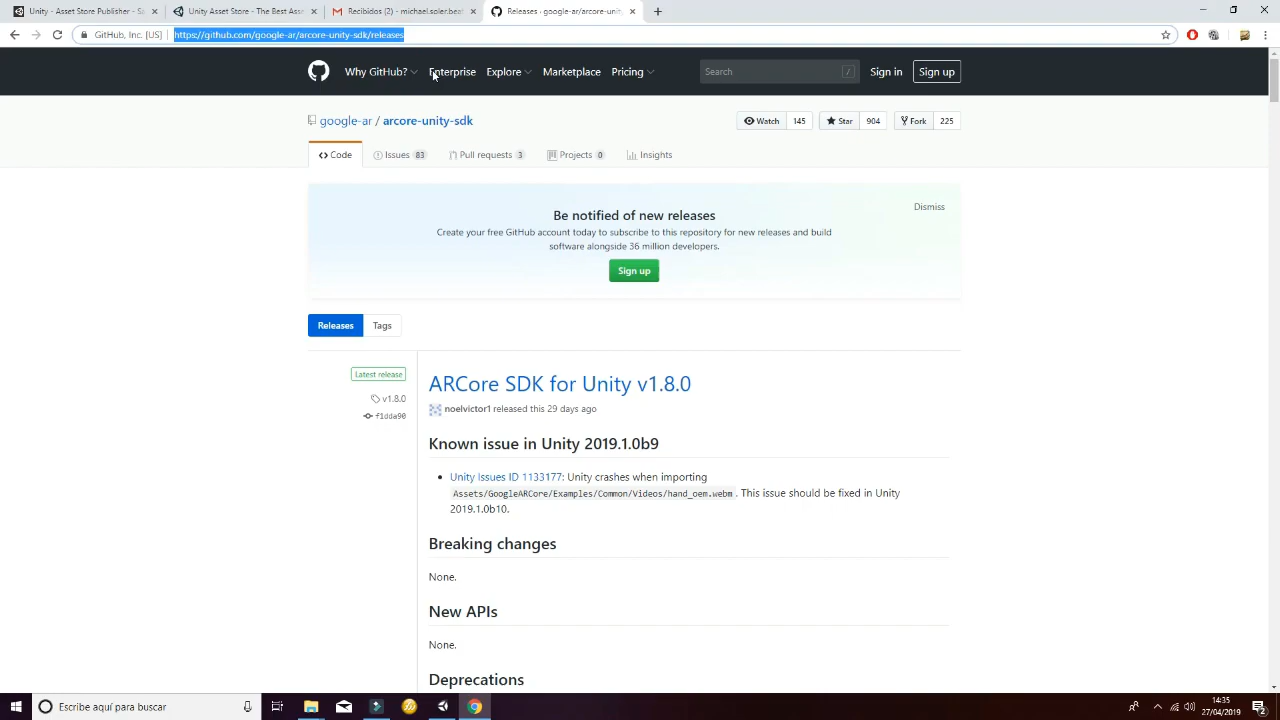 Unity - Asset Store Publisher - Sa
Unity Asset Store - The Best Asse
Recibidos () - michael.soler.beat
Releases · google-ar/arcore-unity
GitHub, Inc. [US]
https://github.com/google-ar/arcore-unity-sdk/releases
Why GitHub? Enterprise Explore Marketplace Pricing
Search /
Sign in
Sign up
google-ar / arcore-unity-sdk
Watch 145
Star 904
Fork 225
Code
Issues 83
Pull requests 3
Projects 0
Insights
Be notified of new releases
Dismiss
Create your free GitHub account today to subscribe to this repository for new releases and build
software alongside 36 million developers.
Sign up
Releases
Tags
Latest release
v1.8.0
f1dda90
ARCore SDK for Unity v1.8.0
noelvictor1 released this 29 days ago
Known issue in Unity 2019.1.0b9
Unity Issues ID 1133177: Unity crashes when importing
Assets/GoogleARCore/Examples/Common/Videos/hand_oem.webm . This issue should be fixed in Unity
2019.1.0b10.
Breaking changes
None.
New APIs
None.
Deprecations
Escribe aquí para buscar
14:35
27/04/2019
2